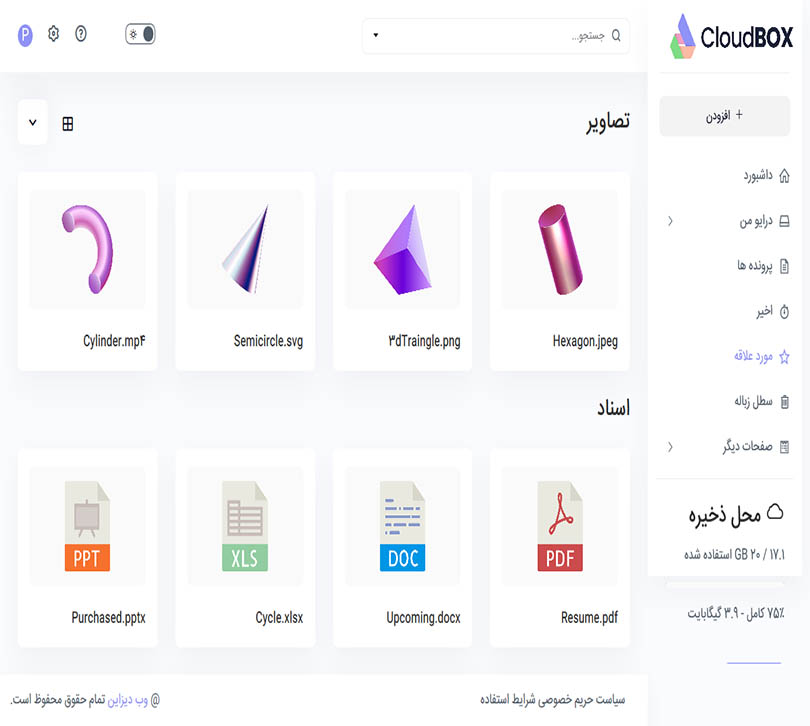 CloudBOX
+ افزودن
داشبورد
درایو من
پرونده ها
اخیر
مورد علاقه
سطل زباله
صفحات دیگر
محل ذخیره
۱۷.۱ / ۲۰ GB استفاده شده
۷۵٪ کامل - ۳.۹ گیگابایت
جستجو...
P
تصاویر
Hexagon.jpeg
۳dTraingle.png
Semicircle.svg
Cylinder.mp۴
اسناد
PDF
DOC
XLS
PPT
Resume.pdf
Upcoming.docx
Cycle.xlsx
Purchased.pptx
سیاست حریم خصوصی شرایط استفاده
@ وب دیزاین تمام حقوق محفوظ است.